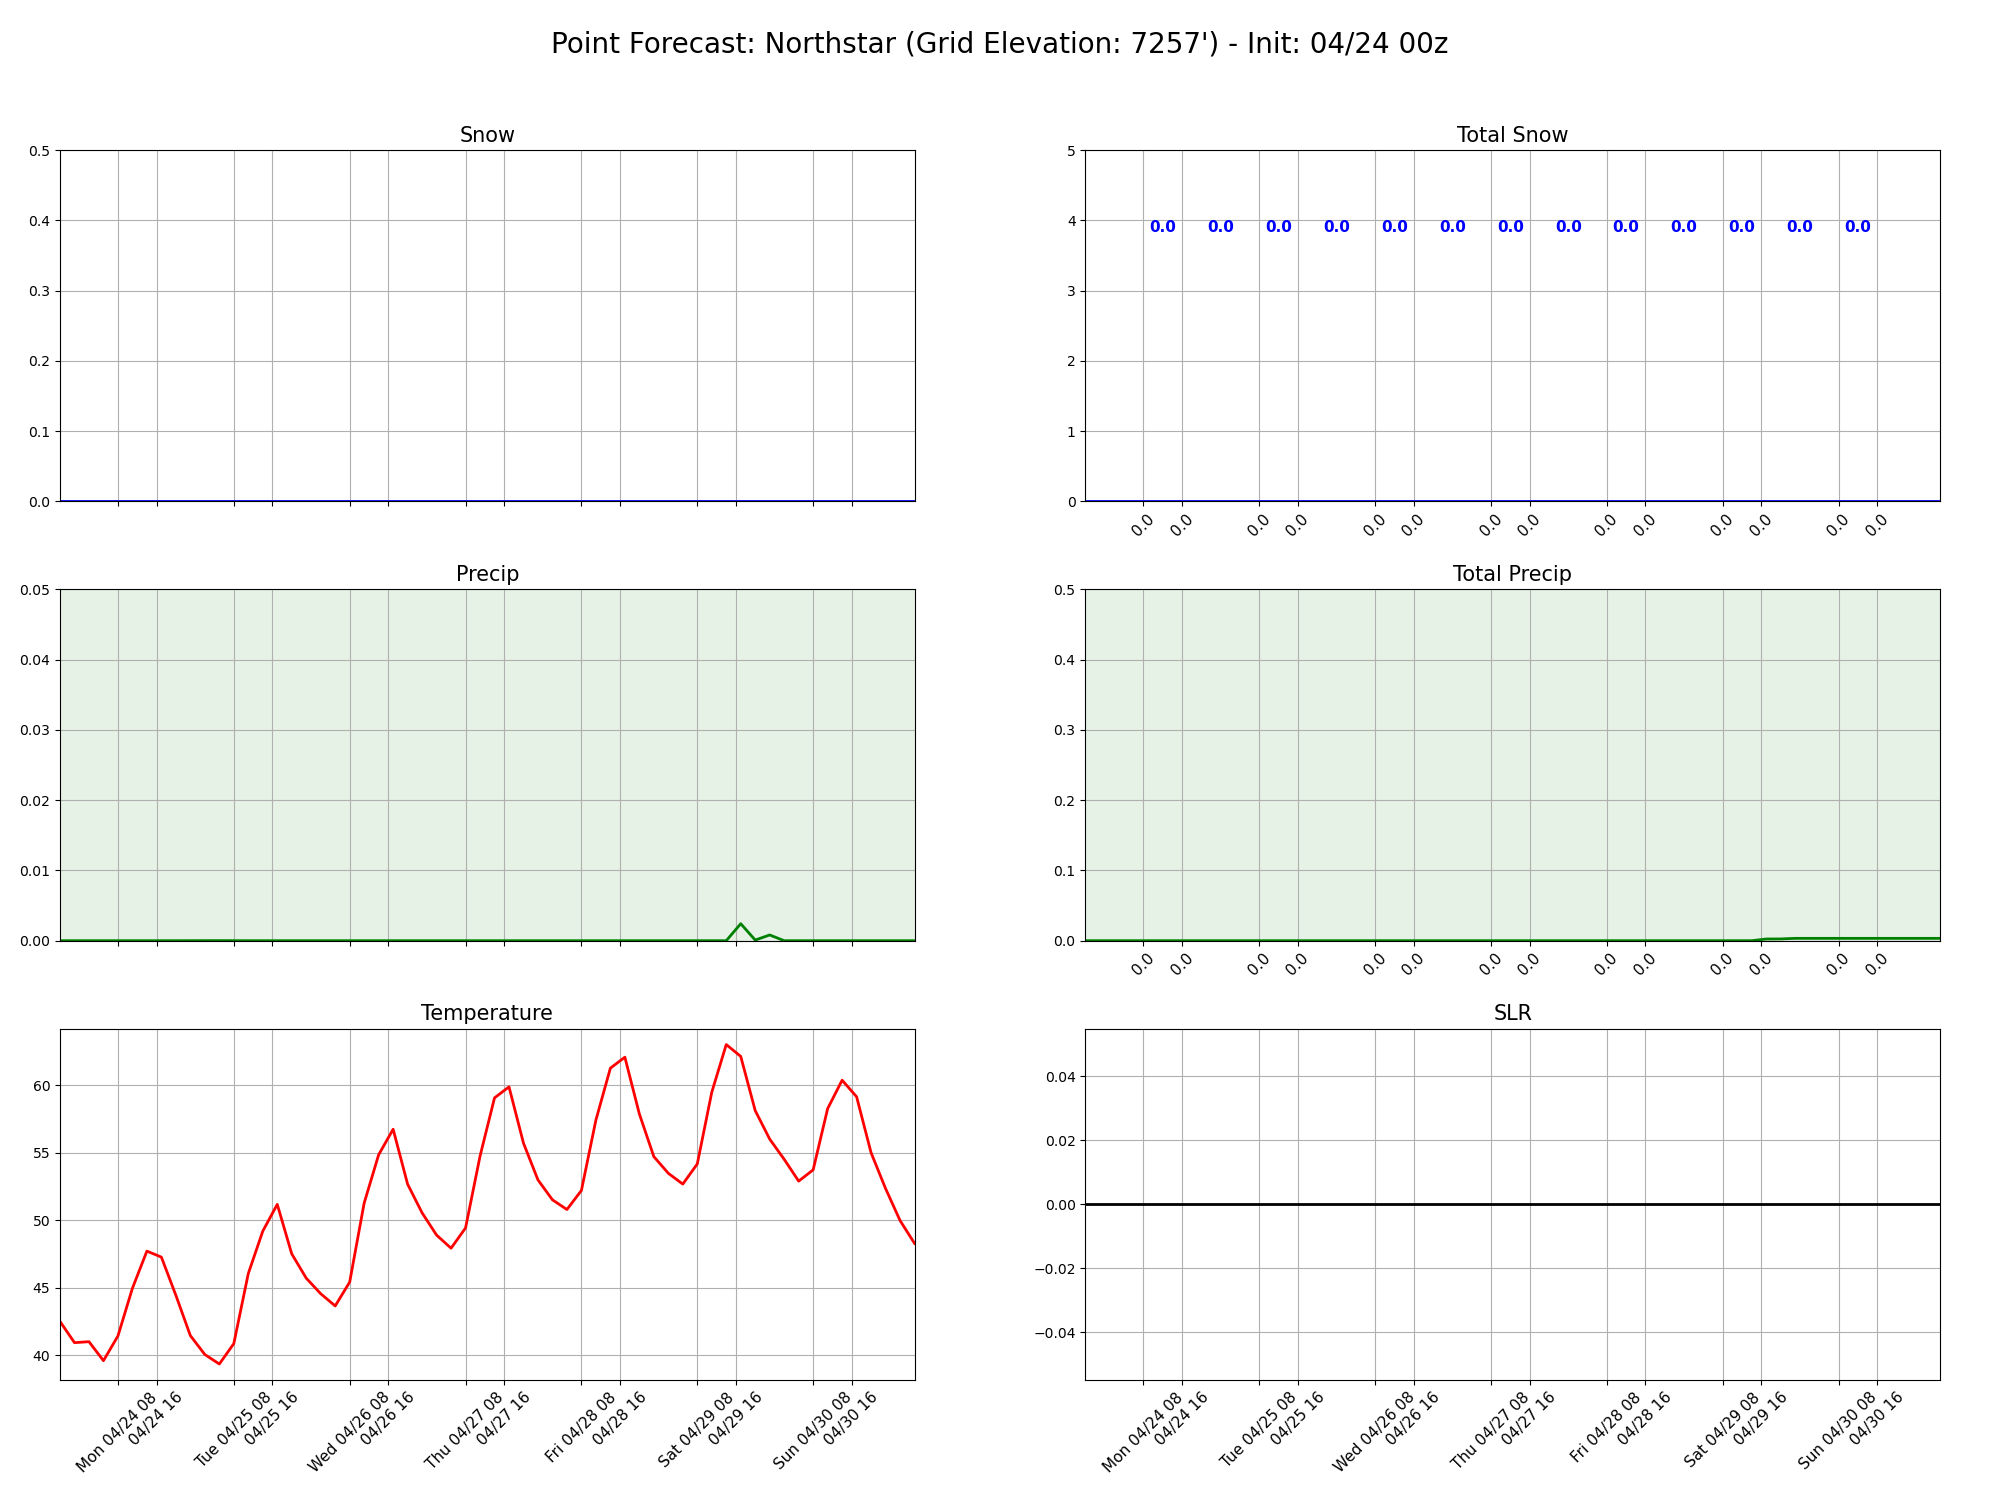 Point Forecast: Northstar (Grid Elevation: 7257') - Init: 04/24 00z
Snow
0.5
0.4
0.3
0.2
0.1
0.0
Total Snow
5
4
3
2
1
0
0.0 0.0 0.0 0.0 0.0 0.0 0.0 0.0 0.0 0.0 0.0 0.0 0.0
0.0 0.0 0.0 0.0 0.0 0.0 0.0 0.0 0.0 0.0 0.0 0.0 0.0 0.0
Precip
0.05
0.04
0.03
0.02
0.01
0.00
Total Precip
0.5
0.4
0.3
0.2
0.1
0.0
0.0 0.0 0.0 0.0 0.0 0.0 0.0 0.0 0.0 0.0 0.0 0.0 0.0 0.0
Temperature
60
55
50
45
40
Mon 04/24 08
04/24 16
Tue 04/25 08
04/25 16
Wed 04/26 08
04/26 16
Thu 04/27 08
04/27 16
Fri 04/28 08
04/28 16
Sat 04/29 08
04/29 16
Sun 04/30 08
04/30 16
SLR
0.04
0.02
0.00
−0.02
−0.04
Mon 04/24 08
04/24 16
Tue 04/25 08
04/25 16
Wed 04/26 08
04/26 16
Thu 04/27 08
04/27 16
Fri 04/28 08
04/28 16
Sat 04/29 08
04/29 16
Sun 04/30 08
04/30 16